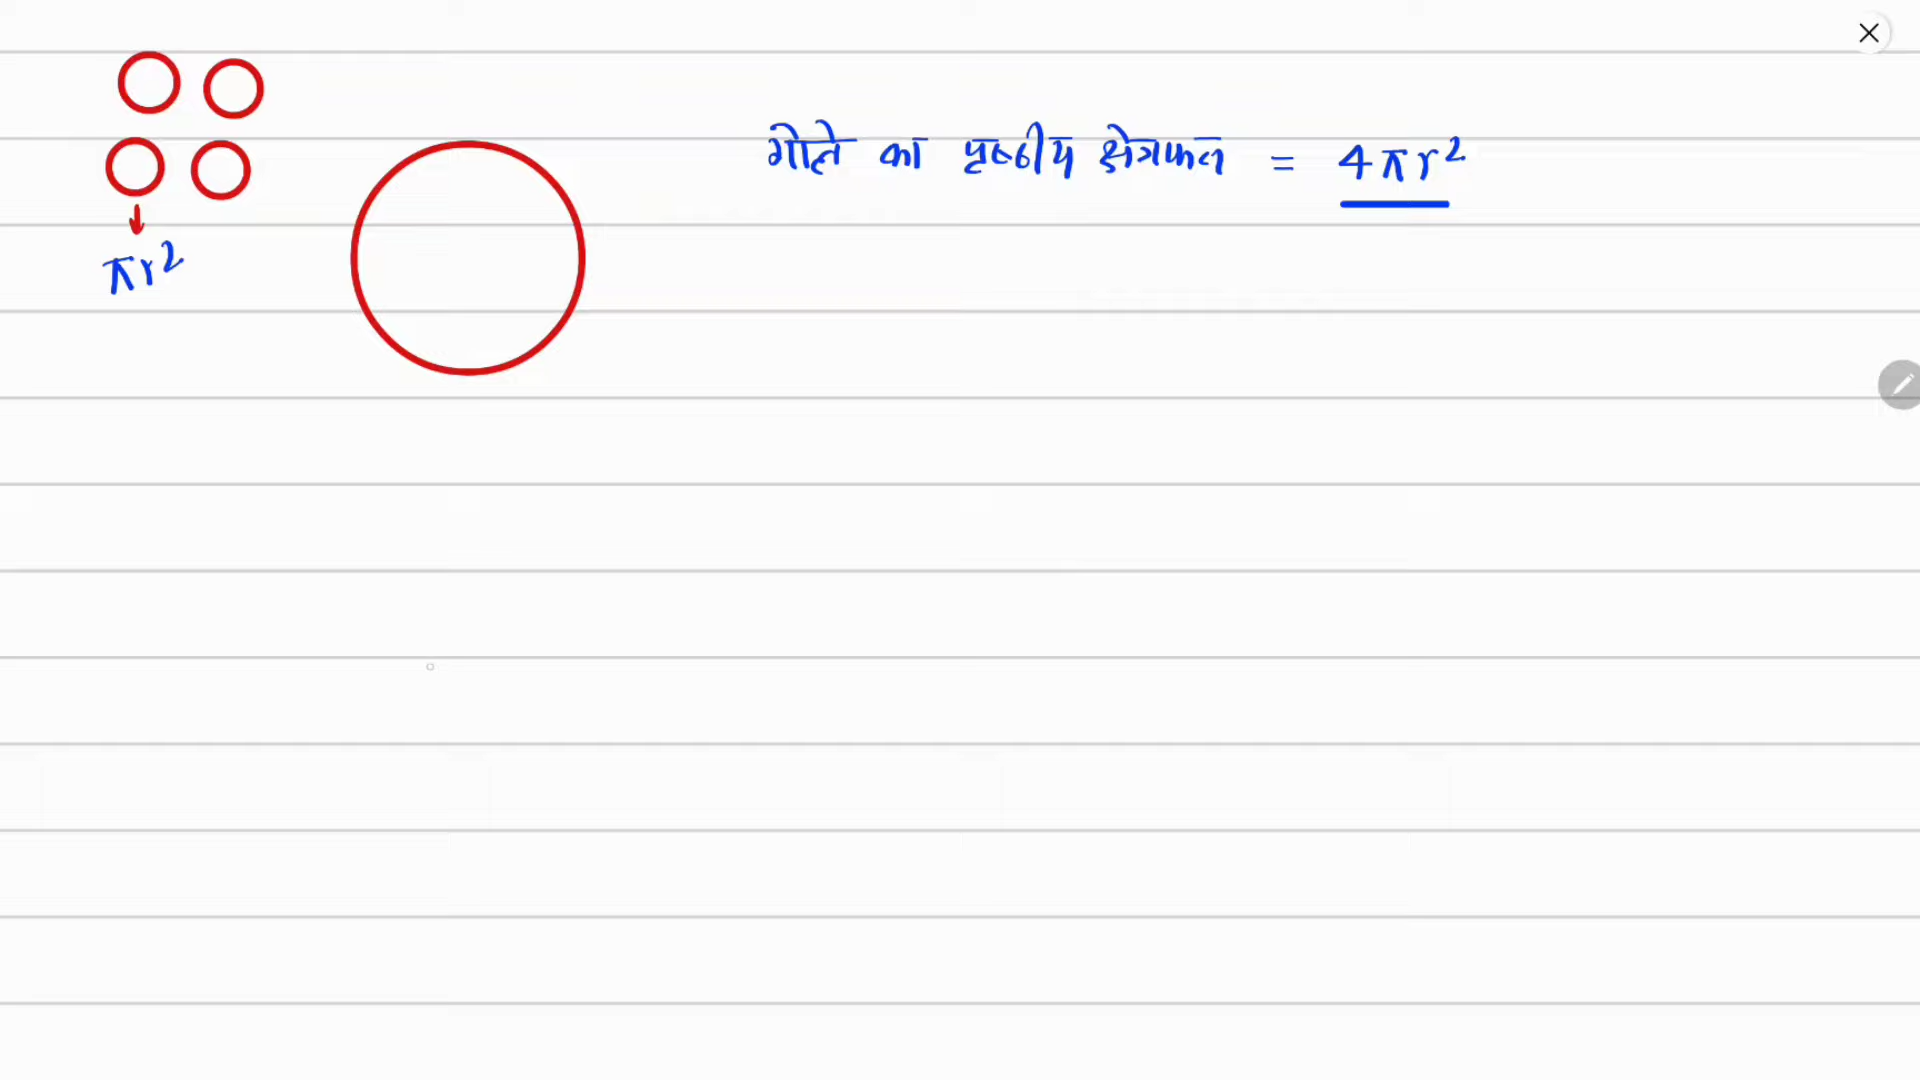 गोले का पृष्ठीय क्षेत्रफल = 4πr²
πr²